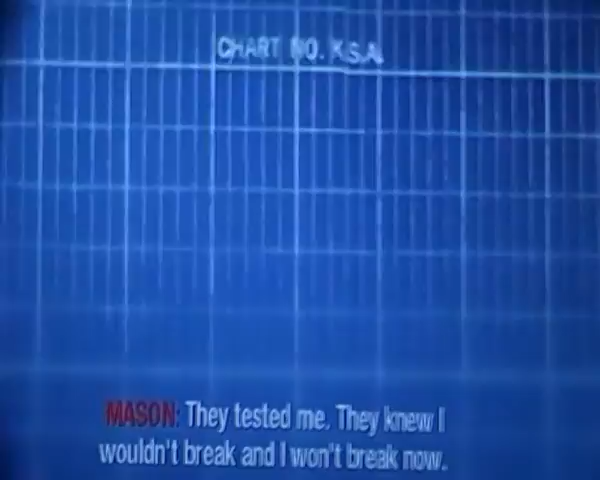 CHART NO. K.S.A.
MASON: They tested me. They knew I
wouldn't break and I won't break now.